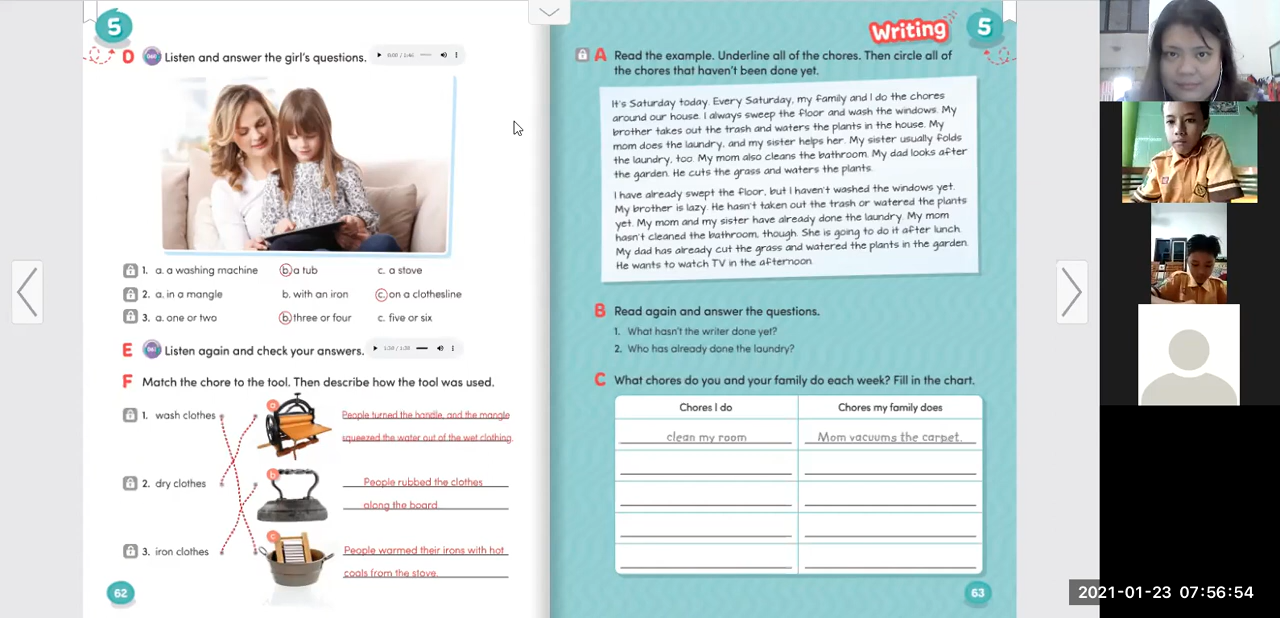 5
D Listen and answer the girl's questions.
1. a. a washing machine b. a tub c. a stove
2. a. in a mangle b. with an iron c. on a clothesline
3. a. one or two b. three or four c. five or six
E Listen again and check your answers.
F Match the chore to the tool. Then describe how the tool was used.
1. wash clothes
a
People turned the handle, and the mangle
squeezed the water out of the wet clothing.
2. dry clothes
b
People rubbed the clothes
along the board
3. iron clothes
c
People warmed their irons with hot
coals from the stove.
62
Writing 5
A Read the example. Underline all of the chores. Then circle all of
the chores that haven't been done yet.
It's Saturday today. Every Saturday, my family and I do the chores
around our house. I always sweep the floor and wash the windows. My
brother takes out the trash and waters the plants in the house. My
mom does the laundry, and my sister helps her. My sister usually folds
the laundry, too. My mom also cleans the bathroom. My dad looks after
the garden. He cuts the grass and waters the plants.
I have already swept the floor, but I haven't washed the windows yet.
My brother is lazy. He hasn't taken out the trash or watered the plants
yet. My mom and my sister have already done the laundry. My mom
hasn't cleaned the bathroom, though. She is going to do it after lunch.
My dad has already cut the grass and watered the plants in the garden.
He wants to watch TV in the afternoon.
B Read again and answer the questions.
1. What hasn't the writer done yet?
2. Who has already done the laundry?
C What chores do you and your family do each week? Fill in the chart.
Chores I do Chores my family does
clean my room Mom vacuums the carpet.
63
2021-01-23 07:56:54